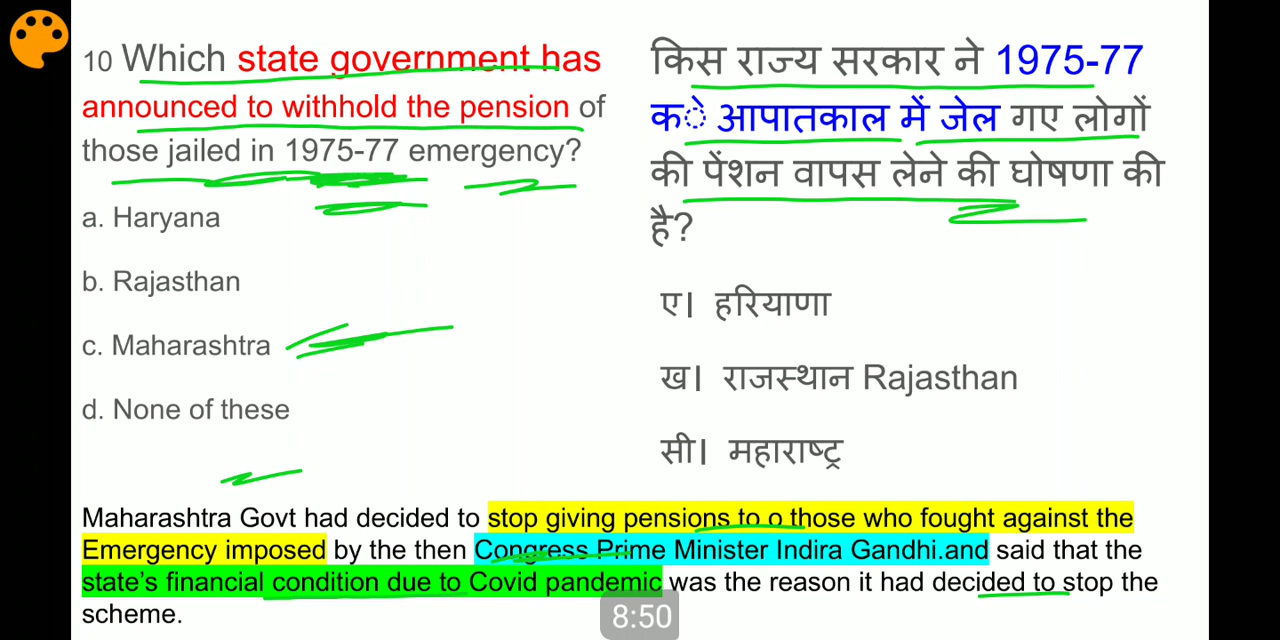 10 Which state government has
announced to withhold the pension of
those jailed in 1975-77 emergency?
a. Haryana
b. Rajasthan
c. Maharashtra
d. None of these
किस राज्य सरकार ने 1975-77
के आपातकाल में जेल गए लोगों
की पेंशन वापस लेने की घोषणा की
है?
ए। हरियाणा
ख। राजस्थान Rajasthan
सी। महाराष्ट्र
Maharashtra Govt had decided to stop giving pensions to o those who fought against the
Emergency imposed by the then Congress Prime Minister Indira Gandhi.and said that the
state's financial condition due to Covid pandemic was the reason it had decided to stop the
scheme.
8:50